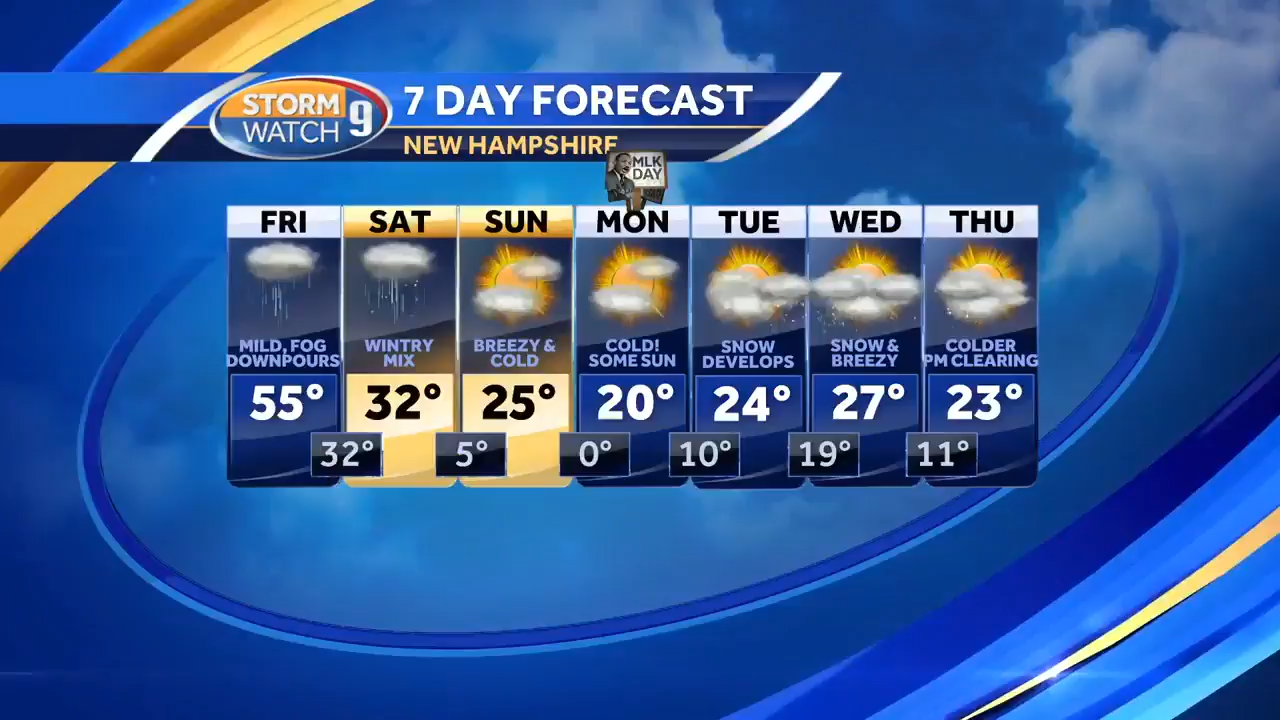 STORM
WATCH 9
7 DAY FORECAST
NEW HAMPSHIRE
MLK
DAY
FRI SAT SUN MON TUE WED THU
MILD, FOG
DOWNPOURS
WINTRY
MIX
BREEZY &
COLD
COLD!
SOME SUN
SNOW
DEVELOPS
SNOW &
BREEZY
COLDER
PM CLEARING
55° 32° 25° 20° 24° 27° 23°
32° 5° 0° 10° 19° 11°